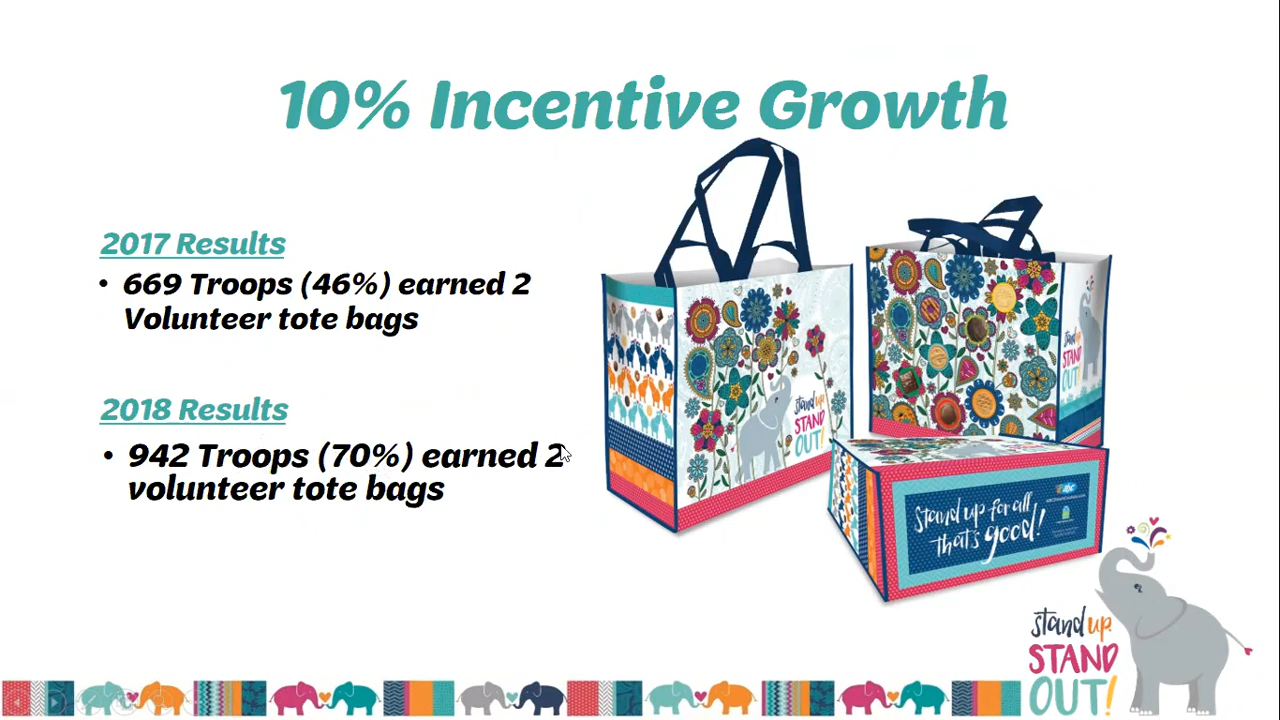 10% Incentive Growth
2017 Results
• 669 Troops (46%) earned 2
Volunteer tote bags
2018 Results
• 942 Troops (70%) earned 2
volunteer tote bags
stand up
STAND
OUT!
stand up
STAND
OUT!
Stand up for all
that's good!
abc
stand up.
STAND
OUT!